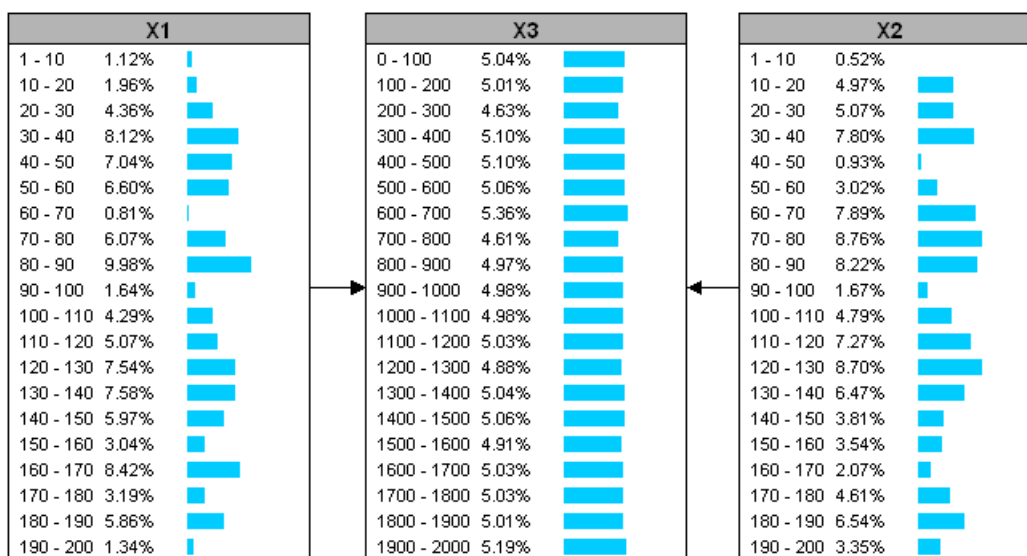 X1
1 - 10 1.12%
10 - 20 1.96%
20 - 30 4.36%
30 - 40 8.12%
40 - 50 7.04%
50 - 60 6.60%
60 - 70 0.81%
70 - 80 6.07%
80 - 90 9.98%
90 - 100 1.64%
100 - 110 4.29%
110 - 120 5.07%
120 - 130 7.54%
130 - 140 7.58%
140 - 150 5.97%
150 - 160 3.04%
160 - 170 8.42%
170 - 180 3.19%
180 - 190 5.86%
190 - 200 1.34%
X3
0 - 100 5.04%
100 - 200 5.01%
200 - 300 4.63%
300 - 400 5.10%
400 - 500 5.10%
500 - 600 5.06%
600 - 700 5.36%
700 - 800 4.61%
800 - 900 4.97%
900 - 1000 4.98%
1000 - 1100 4.98%
1100 - 1200 5.03%
1200 - 1300 4.88%
1300 - 1400 5.04%
1400 - 1500 5.06%
1500 - 1600 4.91%
1600 - 1700 5.03%
1700 - 1800 5.03%
1800 - 1900 5.01%
1900 - 2000 5.19%
X2
1 - 10 0.52%
10 - 20 4.97%
20 - 30 5.07%
30 - 40 7.80%
40 - 50 0.93%
50 - 60 3.02%
60 - 70 7.89%
70 - 80 8.76%
80 - 90 8.22%
90 - 100 1.67%
100 - 110 4.79%
110 - 120 7.27%
120 - 130 8.70%
130 - 140 6.47%
140 - 150 3.81%
150 - 160 3.54%
160 - 170 2.07%
170 - 180 4.61%
180 - 190 6.54%
190 - 200 3.35%